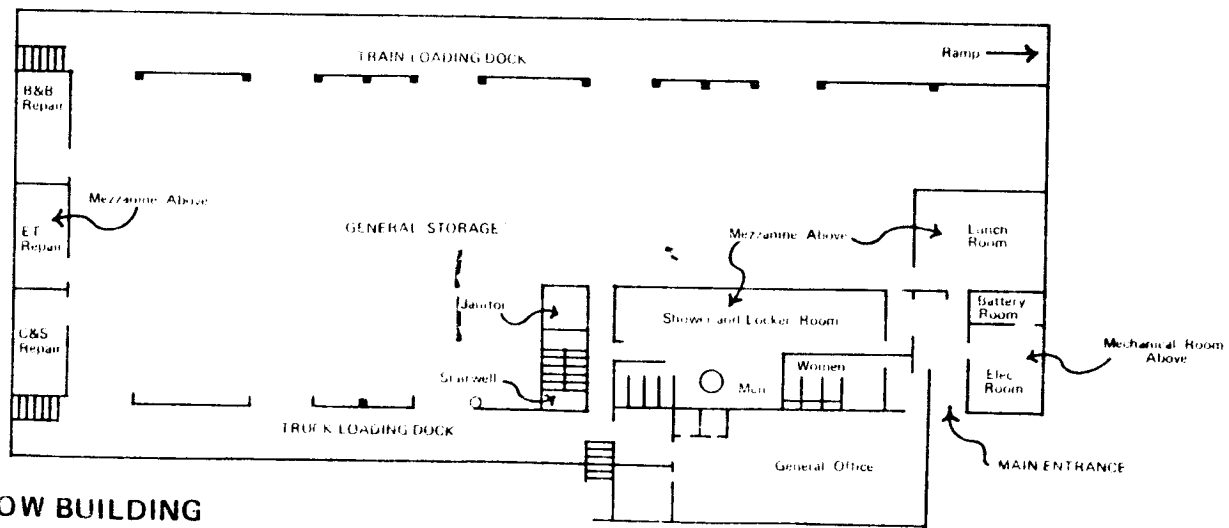 TRAIN LOADING DOCK
Ramp
B&B
Repair
Mezzanine Above
ET
Repair
GENERAL STORAGE
Mezzanine Above
Lunch
Room
Janitor
Shower and Locker Room
Battery
Room
C&S
Repair
Mechanical Room
Above
Stairwell
Men
Women
Elec
Room
TRUCK LOADING DOCK
General Office
MAIN ENTRANCE
OW BUILDING